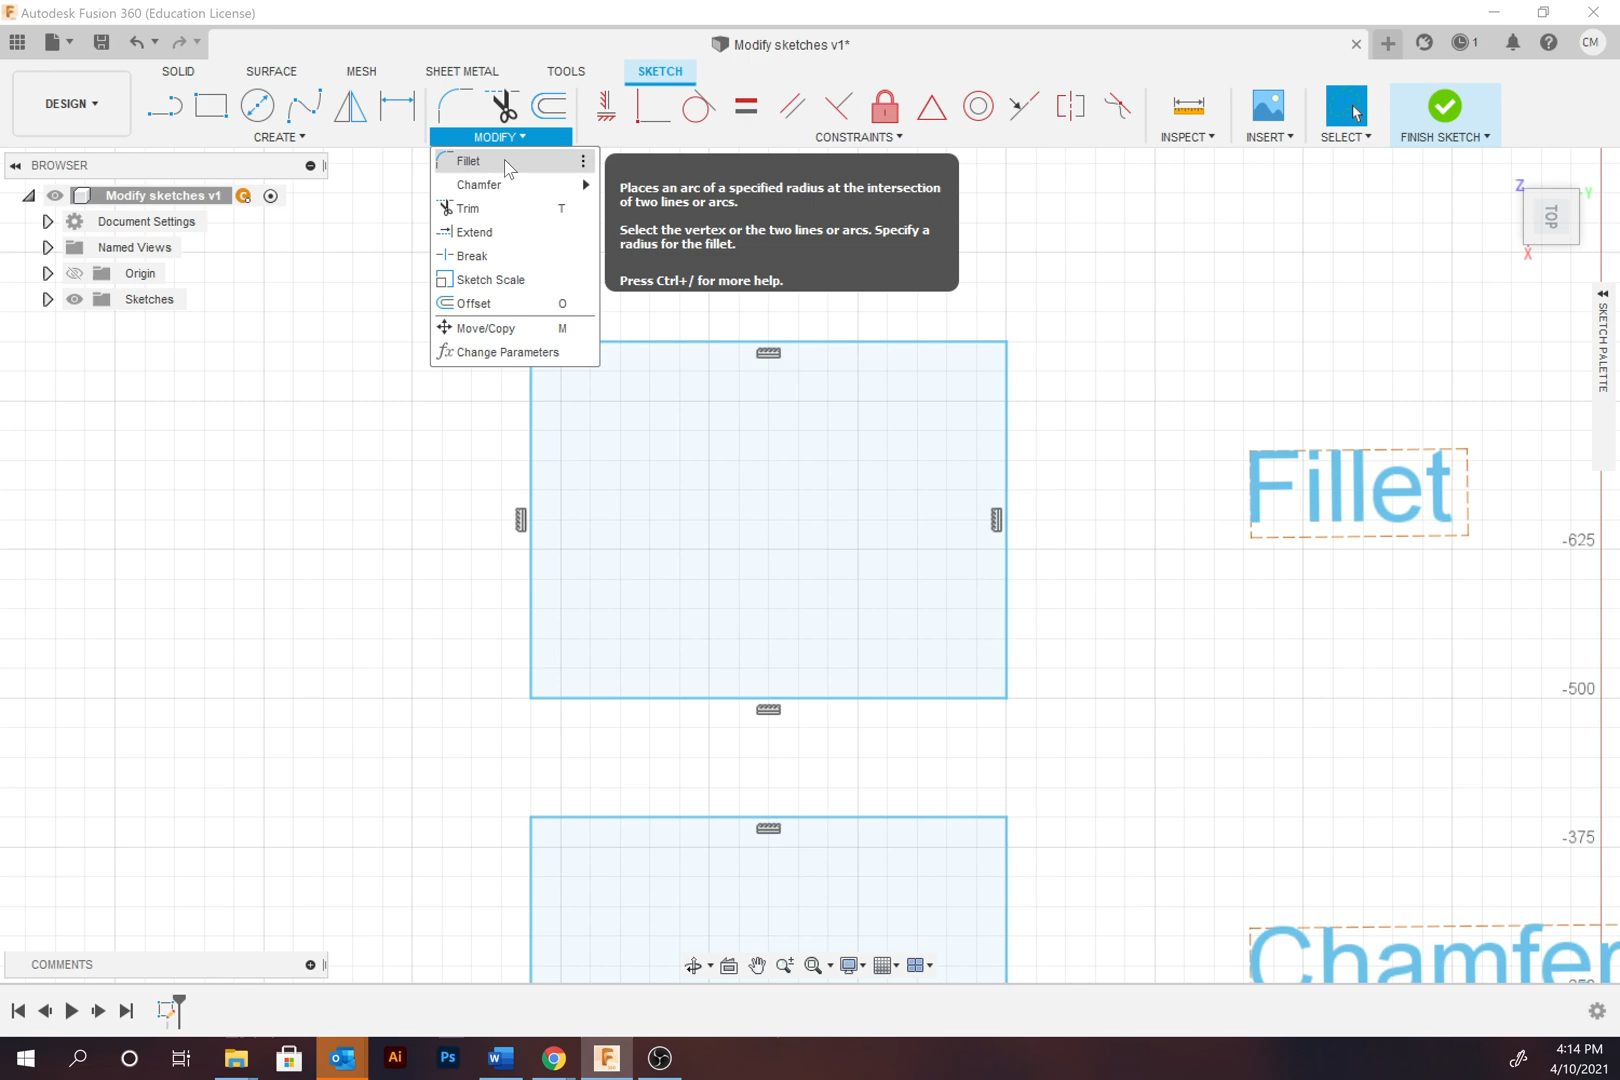 Autodesk Fusion 360 (Education License)
Modify sketches v1*
1
CM
DESIGN
SOLID
SURFACE
MESH
SHEET METAL
TOOLS
SKETCH
CREATE
MODIFY
CONSTRAINTS
INSPECT
INSERT
SELECT
FINISH SKETCH
BROWSER
Modify sketches v1
Document Settings
Named Views
Origin
Sketches
Fillet
Chamfer
Trim T
Extend
Break
Sketch Scale
Offset O
Move/Copy M
Change Parameters
Places an arc of a specified radius at the intersection
of two lines or arcs.
Select the vertex or the two lines or arcs. Specify a
radius for the fillet.
Press Ctrl+/ for more help.
Z
Y
TOP
X
SKETCH PALETTE
Fillet
-625
-500
-375
Chamfer
COMMENTS
Ai
Ps
4:14 PM
4/10/2021